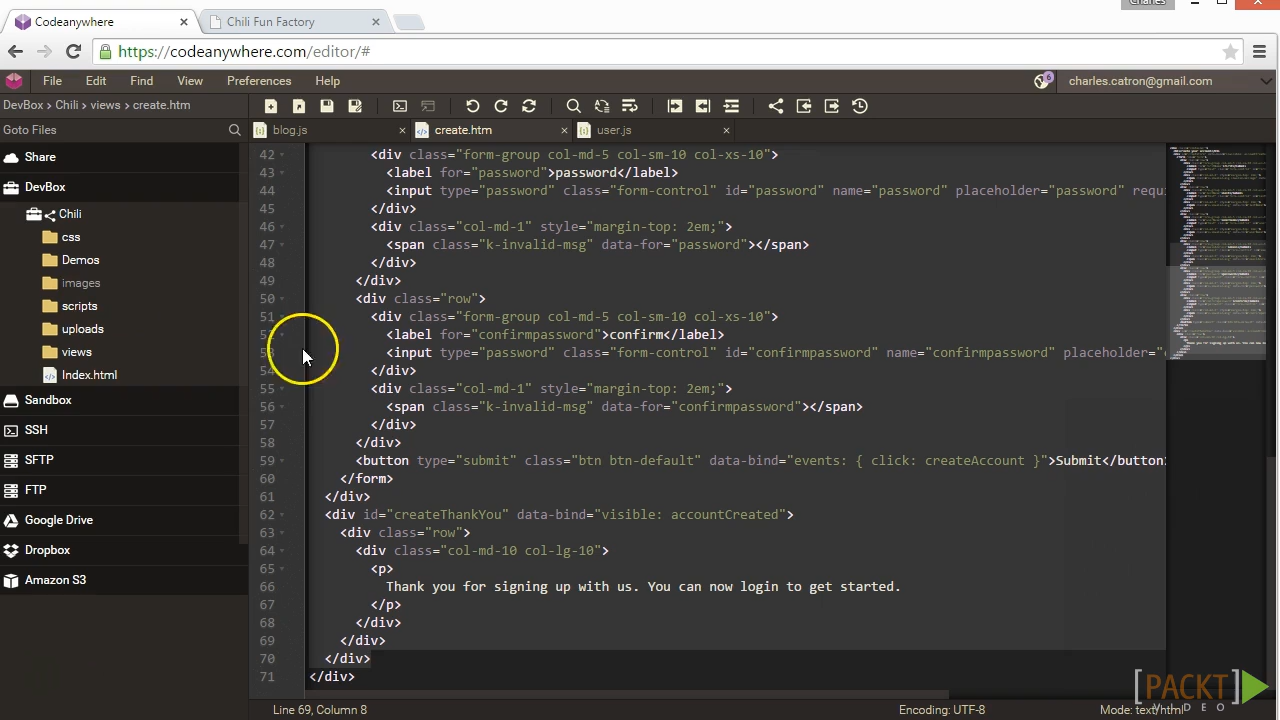 Charles
Codeanywhere
Chili Fun Factory
https://codeanywhere.com/editor/#
File Edit Find View Preferences Help
6
charles.catron@gmail.com
DevBox > Chili > views > create.htm
Goto Files
blog.js
create.htm
user.js
Share
DevBox
Chili
css
Demos
images
scripts
uploads
views
Index.html
Sandbox
SSH
SFTP
FTP
Google Drive
Dropbox
Amazon S3
42 <div class="form-group col-md-5 col-sm-10 col-xs-10">
43 <label for="password">password</label>
44 <input type="password" class="form-control" id="password" name="password" placeholder="password" requi
45 </div>
46 <div class="col-md-1" style="margin-top: 2em;">
47 <span class="k-invalid-msg" data-for="password"></span>
48 </div>
49 </div>
50 <div class="row">
51 <div class="form-group col-md-5 col-sm-10 col-xs-10">
52 <label for="confirmpassword">confirm</label>
53 <input type="password" class="form-control" id="confirmpassword" name="confirmpassword" placeholder="
54 </div>
55 <div class="col-md-1" style="margin-top: 2em;">
56 <span class="k-invalid-msg" data-for="confirmpassword"></span>
57 </div>
58 </div>
59 <button type="submit" class="btn btn-default" data-bind="events: { click: createAccount }">Submit</button>
60 </form>
61 </div>
62 <div id="createThankYou" data-bind="visible: accountCreated">
63 <div class="row">
64 <div class="col-md-10 col-lg-10">
65 <p>
66 Thank you for signing up with us. You can now login to get started.
67 </p>
68 </div>
69 </div>
70 </div>
71 </div>
Line 69, Column 8
Encoding: UTF-8
Mode: text/html
[PACKT]
VIDEO